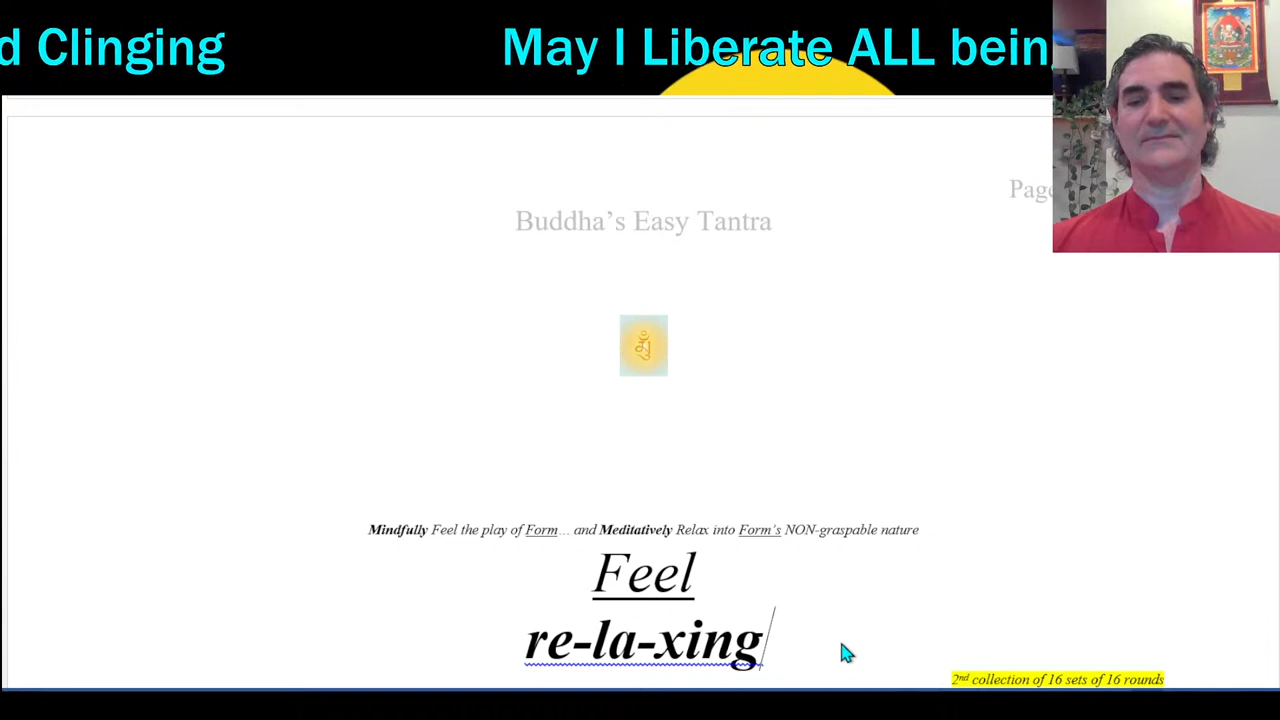 d Clinging May I Liberate ALL bein
Page
Buddha's Easy Tantra
Mindfully Feel the play of Form… and Meditatively Relax into Form's NON-graspable nature
Feel
re-la-xing
2nd collection of 16 sets of 16 rounds